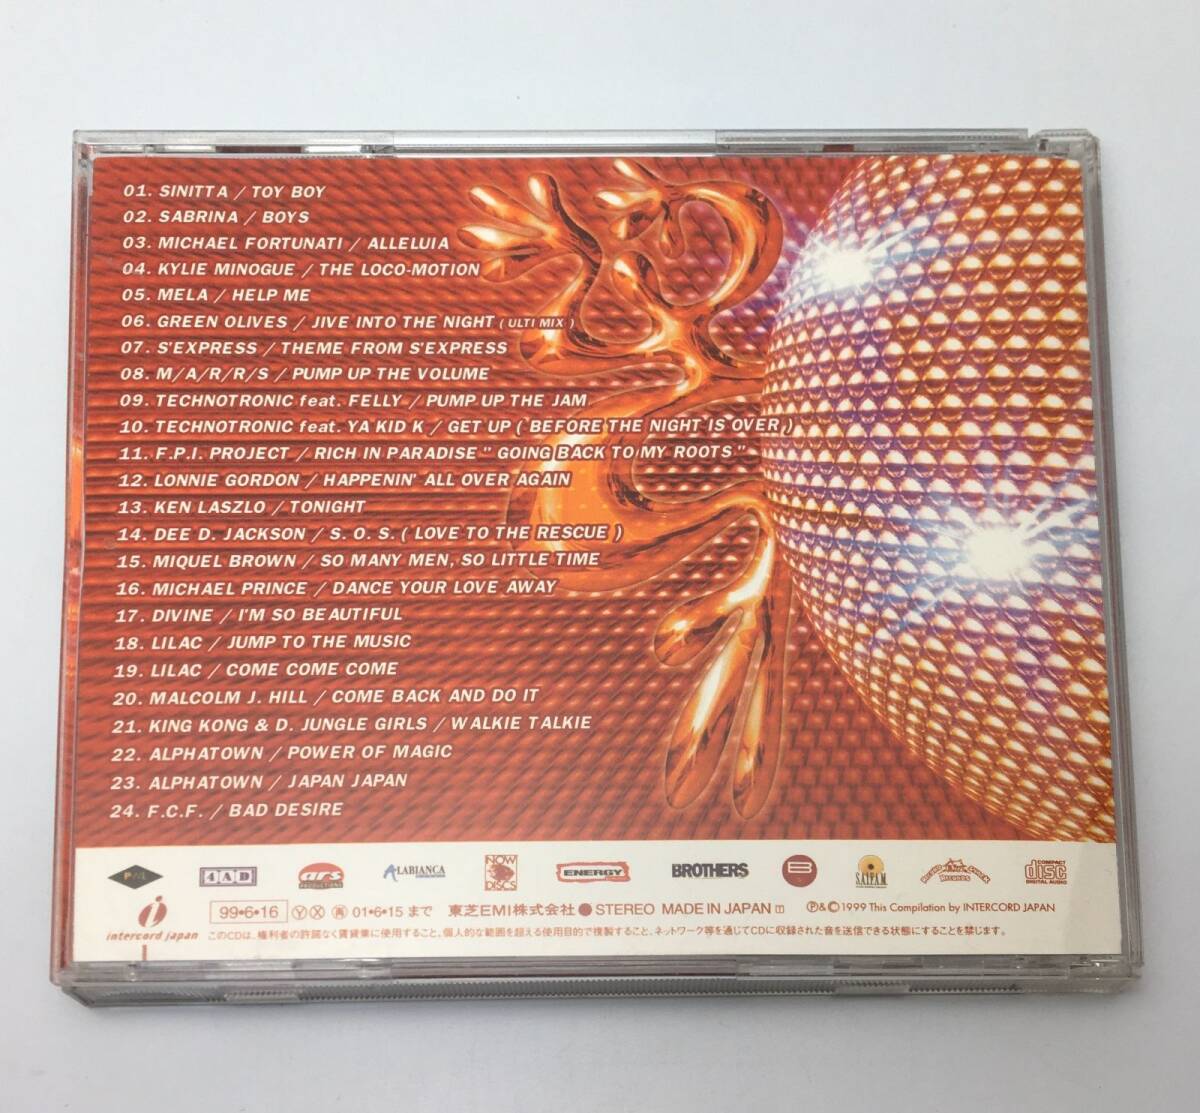 01. SINITTA / TOY BOY
02. SABRINA / BOYS
03. MICHAEL FORTUNATI / ALLELUIA
04. KYLIE MINOGUE / THE LOCO-MOTION
05. MELA / HELP ME
06. GREEN OLIVES / JIVE INTO THE NIGHT ( ULTI MIX )
07. S'EXPRESS / THEME FROM S'EXPRESS
08. M/A/R/R/S / PUMP UP THE VOLUME
09. TECHNOTRONIC feat. FELLY / PUMP UP THE JAM
10. TECHNOTRONIC feat. YA KID K / GET UP ( BEFORE THE NIGHT IS OVER )
11. F.P.I. PROJECT / RICH IN PARADISE " GOING BACK TO MY ROOTS "
12. LONNIE GORDON / HAPPENIN' ALL OVER AGAIN
13. KEN LASZLO / TONIGHT
14. DEE D. JACKSON / S. O. S. ( LOVE TO THE RESCUE )
15. MIQUEL BROWN / SO MANY MEN, SO LITTLE TIME
16. MICHAEL PRINCE / DANCE YOUR LOVE AWAY
17. DIVINE / I'M SO BEAUTIFUL
18. LILAC / JUMP TO THE MUSIC
19. LILAC / COME COME COME
20. MALCOLM J. HILL / COME BACK AND DO IT
21. KING KONG & D. JUNGLE GIRLS / WALKIE TALKIE
22. ALPHATOWN / POWER OF MAGIC
23. ALPHATOWN / JAPAN JAPAN
24. F.C.F. / BAD DESIRE
PWL 4AD ars PRODUCTIONS LABIANCA NOW DISCS ENERGY BROTHERS B S.A.I.F.A.M. COMPACT disc DIGITAL AUDIO
i intercord japan
99•6•16 Ⓨ Ⓧ 再 01•6•15 まで 東芝EMI株式会社 ● STEREO MADE IN JAPAN T Ⓟ&Ⓒ 1999 This Compilation by INTERCORD JAPAN
このCDは、権利者の許諾なく賃貸業に使用すること、個人的な範囲を超える使用目的で複製すること、ネットワーク等を通じてCDに収録された音を送信できる状態にすることを禁じます。